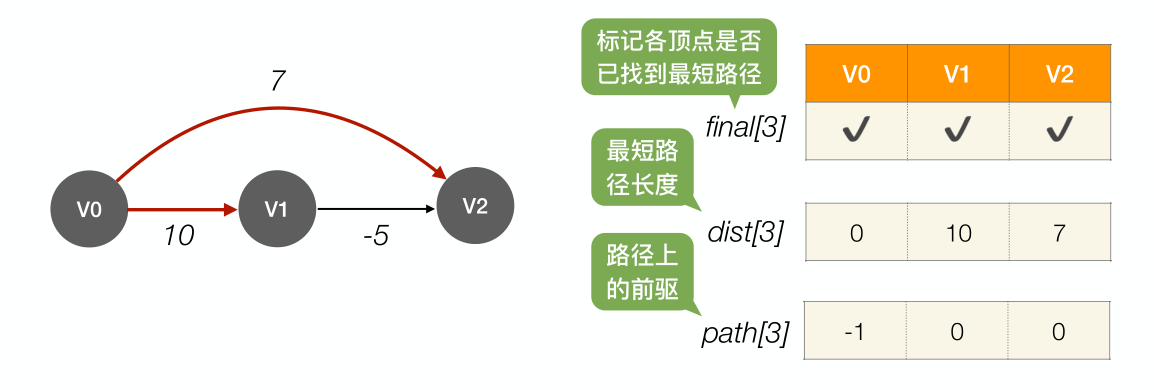 7
V0
V1
V2
10
-5
标记各顶点是否
已找到最短路径
V0 V1 V2
final[3] ✔ ✔ ✔
最短路
径长度
dist[3] 0 10 7
路径上
的前驱
path[3] -1 0 0